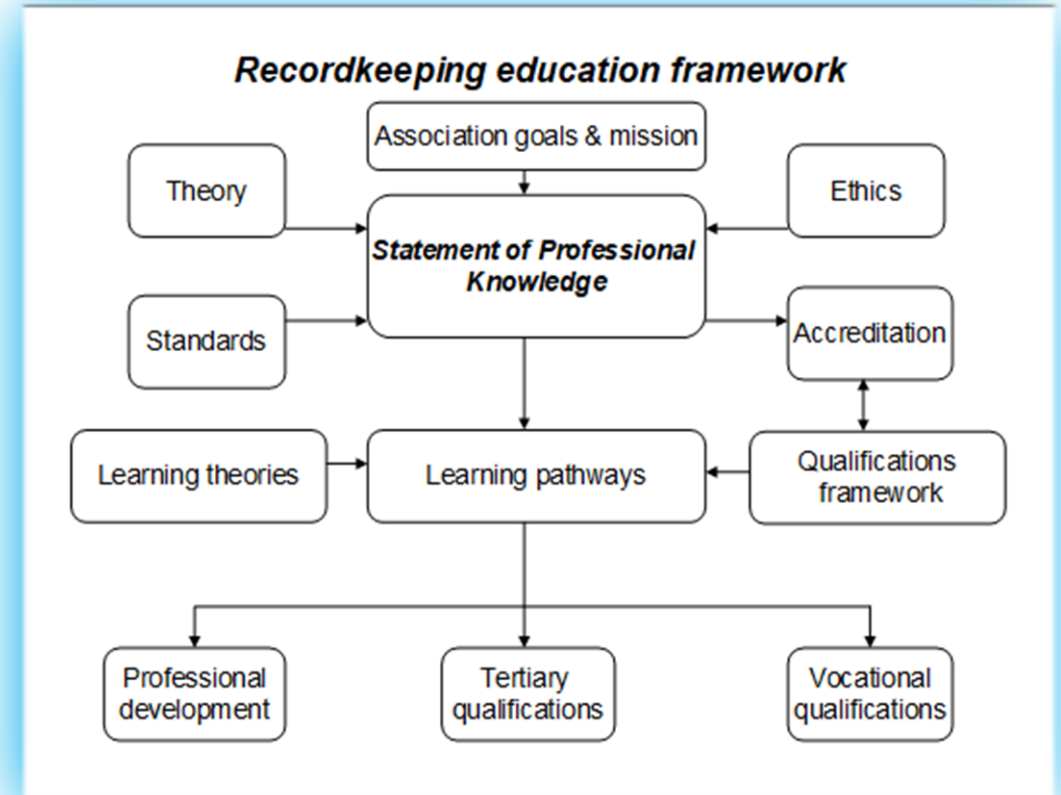 Recordkeeping education framework
Association goals & mission
Theory
Ethics
Statement of Professional
Knowledge
Standards
Accreditation
Learning theories
Learning pathways
Qualifications
framework
Professional
development
Tertiary
qualifications
Vocational
qualifications